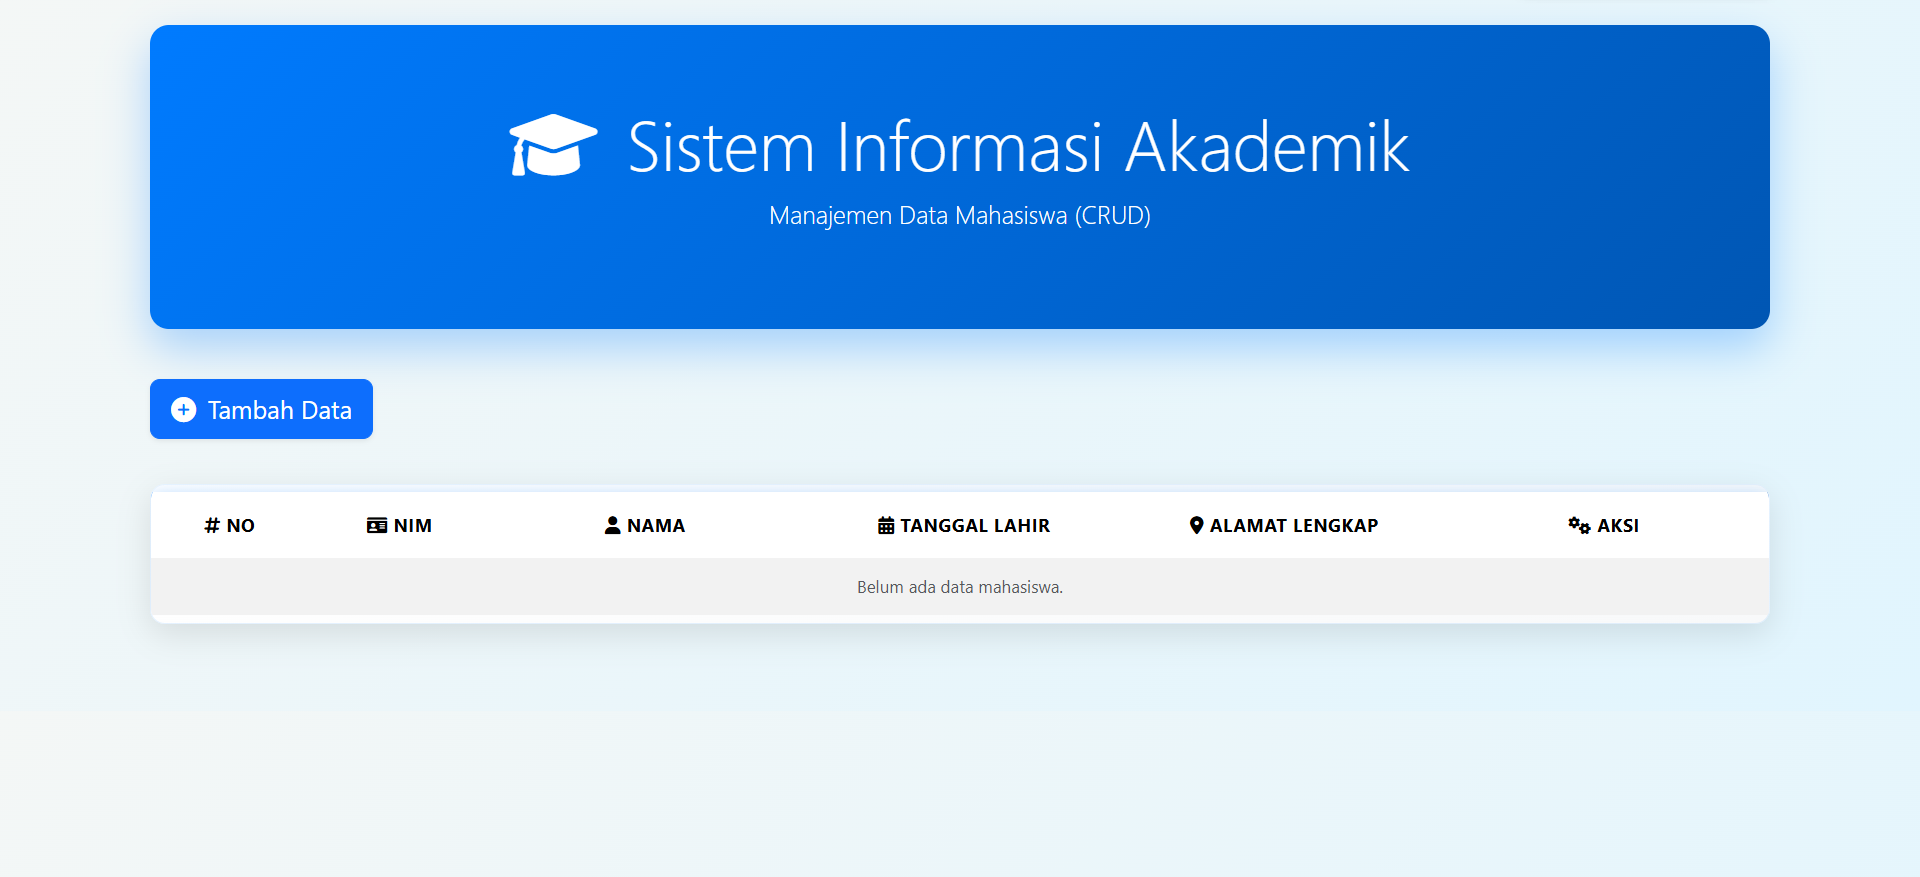 Sistem Informasi Akademik
Manajemen Data Mahasiswa (CRUD)
Tambah Data
# NO NIM NAMA TANGGAL LAHIR ALAMAT LENGKAP AKSI
Belum ada data mahasiswa.